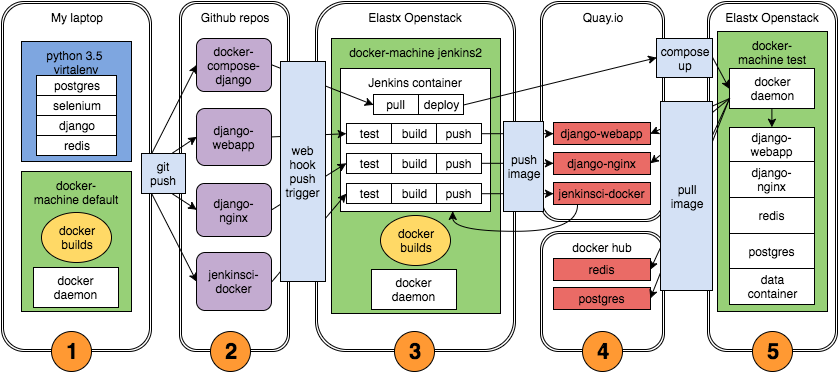 My laptop
python 3.5
virtalenv
postgres
selenium
django
redis
docker-
machine default
docker
builds
docker
daemon
1
git
push
Github repos
docker-
compose-
django
django-
webapp
django-
nginx
jenkinsci-
docker
2
web
hook
push
trigger
Elastx Openstack
docker-machine jenkins2
Jenkins container
pull
deploy
test
build
push
test
build
push
test
build
push
docker
builds
docker
daemon
3
push
image
Quay.io
django-webapp
django-nginx
jenkinsci-docker
docker hub
redis
postgres
4
compose
up
pull
image
Elastx Openstack
docker-
machine test
docker
daemon
django-
webapp
django-
nginx
redis
postgres
data
container
5